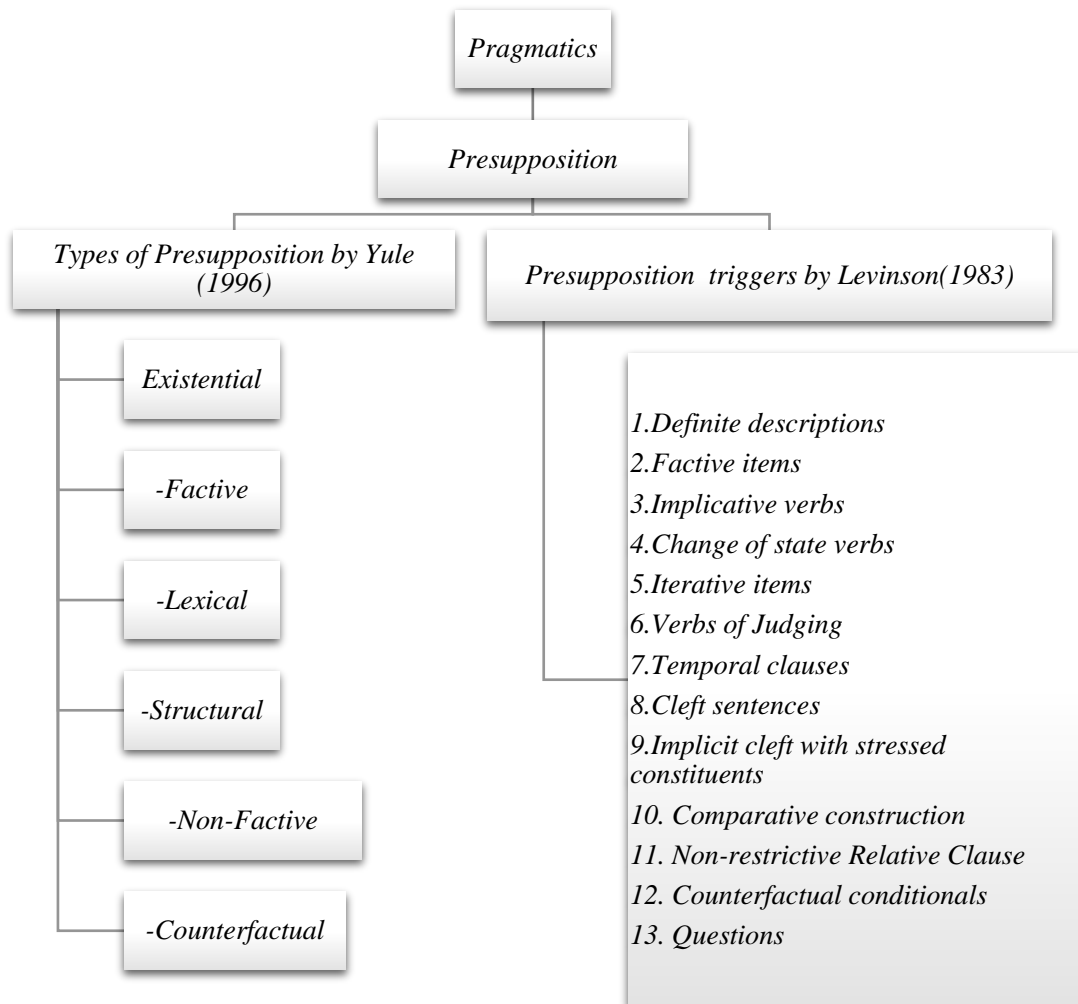 Pragmatics
Presupposition
Types of Presupposition by Yule
(1996)
Existential
-Factive
-Lexical
-Structural
-Non-Factive
-Counterfactual
Presupposition  triggers by Levinson(1983)
1.Definite descriptions
2.Factive items
3.Implicative verbs
4.Change of state verbs
5.Iterative items
6.Verbs of Judging
7.Temporal clauses
8.Cleft sentences
9.Implicit cleft with stressed
constituents
10. Comparative construction
11. Non-restrictive Relative Clause
12. Counterfactual conditionals
13. Questions